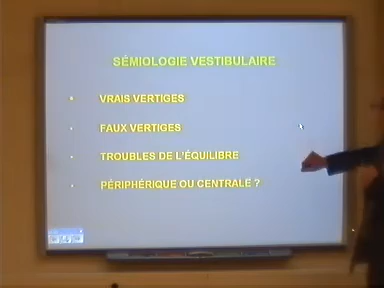 SÉMIOLOGIE VESTIBULAIRE
VRAIS VERTIGES
FAUX VERTIGES
TROUBLES DE L'ÉQUILIBRE
PÉRIPHÉRIQUE OU CENTRALE ?